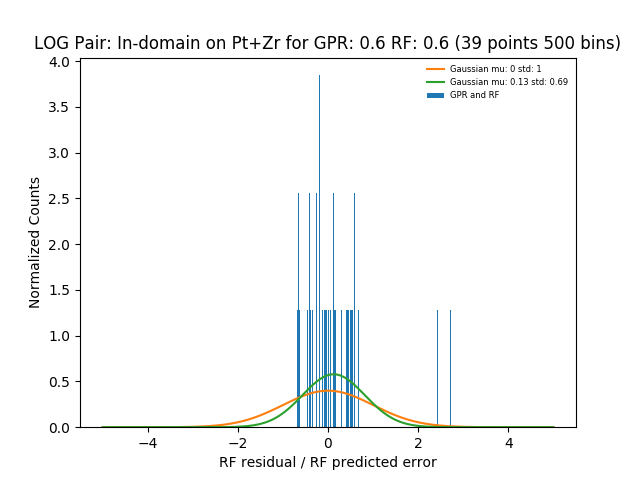 LOG Pair: In-domain on Pt+Zr for GPR: 0.6 RF: 0.6 (39 points 500 bins)
Gaussian mu: 0 std: 1
Gaussian mu: 0.13 std: 0.69
GPR and RF
Normalized Counts
4.0
3.5
3.0
2.5
2.0
1.5
1.0
0.5
0.0
−4 −2 0 2 4
RF residual / RF predicted error